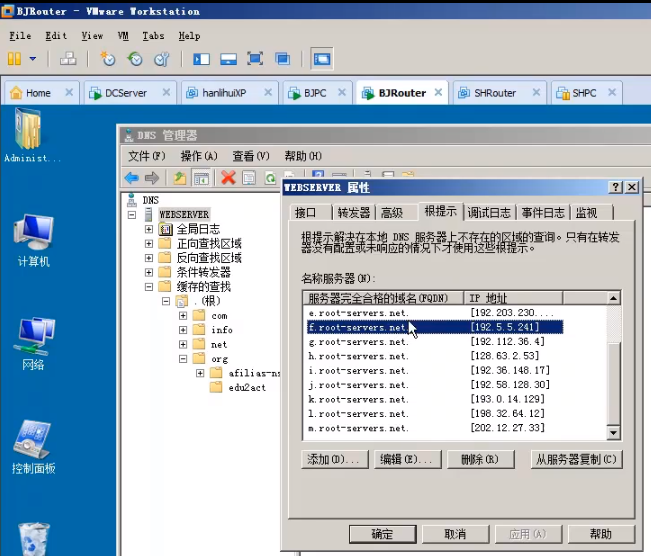 BJRouter - VMware Workstation
File Edit View VM Tabs Help
Home DCServer hanlihuiXP BJPC BJRouter SHRouter SHPC
Administ...
计算机
网络
控制面板
DNS 管理器
文件(F) 操作(A) 查看(V) 帮助(H)
DNS
WEBSERVER
全局日志
正向查找区域
反向查找区域
条件转发器
缓存的查找
.(根)
com
info
net
org
afilias-ns
edu2act
WEBSERVER 属性
接口 转发器 高级 根提示 调试日志 事件日志 监视
根提示解决在本地 DNS 服务器上不存在的区域的查询。只有在转发
器没有配置或未响应的情况下才使用这些根提示。
名称服务器(N):
服务器完全合格的域名(FQDN) IP 地址
e.root-servers.net. [192.203.230....
f.root-servers.net. [192.5.5.241]
g.root-servers.net. [192.112.36.4]
h.root-servers.net. [128.63.2.53]
i.root-servers.net. [192.36.148.17]
j.root-servers.net. [192.58.128.30]
k.root-servers.net. [193.0.14.129]
l.root-servers.net. [198.32.64.12]
m.root-servers.net. [202.12.27.33]
添加(D)... 编辑(E)... 删除(R) 从服务器复制(C)
确定 取消 应用(A) 帮助